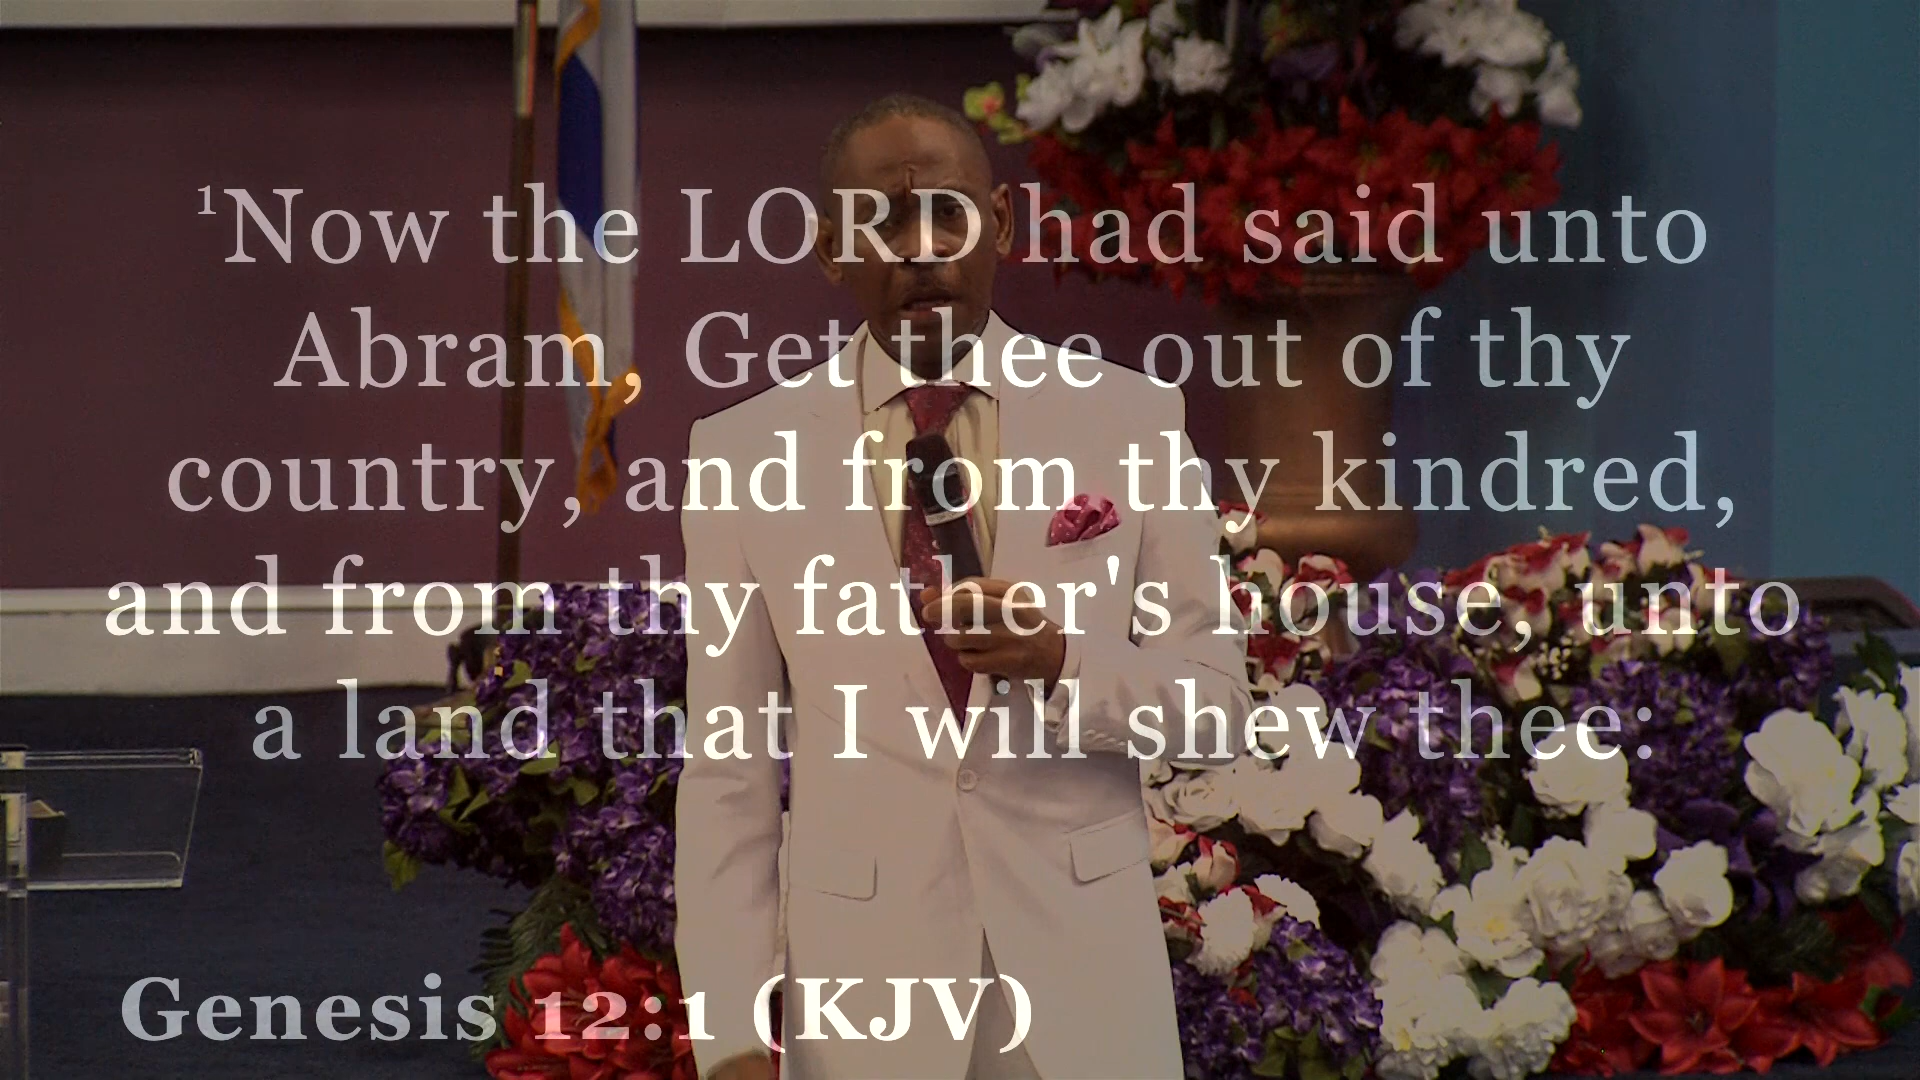 ¹Now the LORD had said unto
Abram, Get thee out of thy
country, and from thy kindred,
and from thy father's house, unto
a land that I will shew thee:
Genesis 12:1 (KJV)